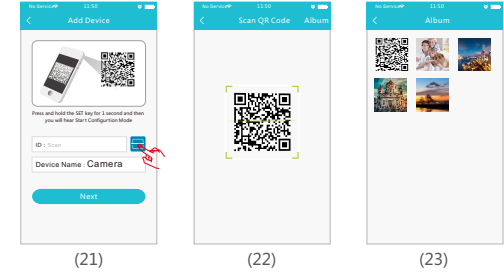 No Service 11:50
Add Device
Press and hold the SET key for 1 second and then
you will hear Start Configurtion Mode
ID : Scan
Device Name : Camera
Next
(21)
No Service 11:50
Scan QR Code Album
(22)
No Service 11:50
Album
(23)